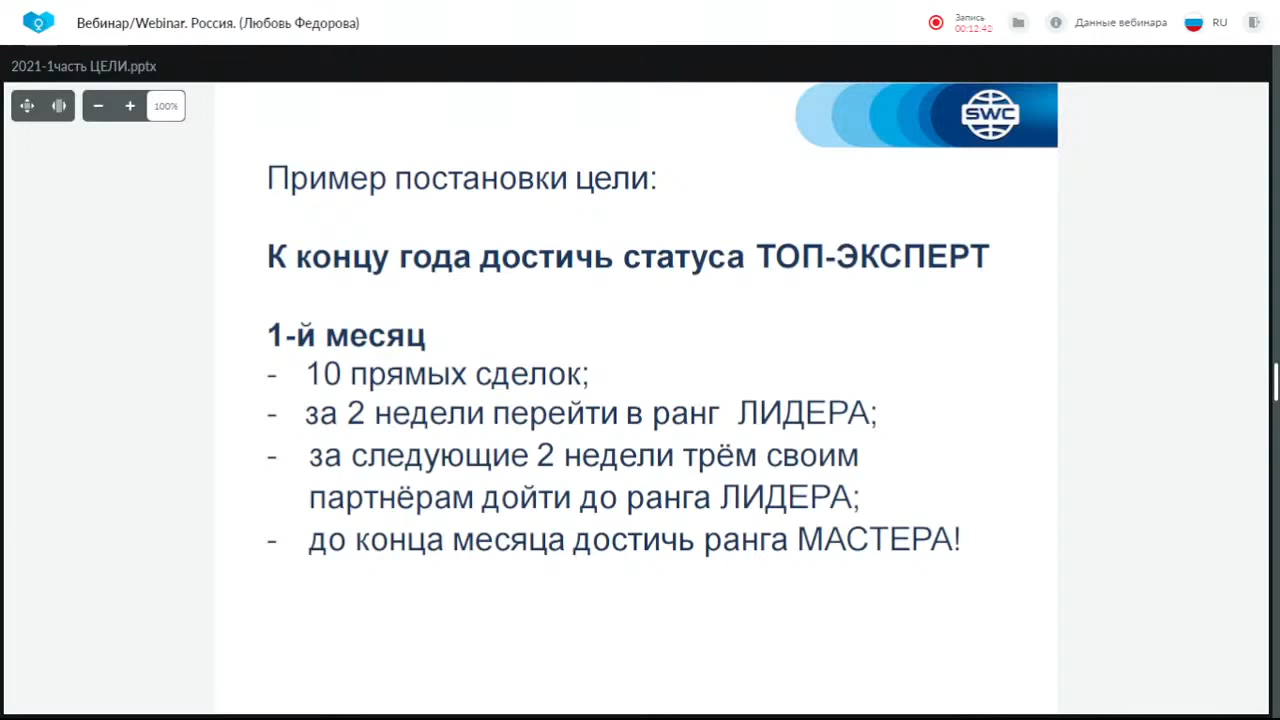 Вебинар/Webinar. Россия. (Любовь Федорова)
Запись
00:12:42
Данные вебинара
RU
2021-1часть ЦЕЛИ.pptx
100%
SWC
Пример постановки цели:
К концу года достичь статуса ТОП-ЭКСПЕРТ
1-й месяц
- 10 прямых сделок;
- за 2 недели перейти в ранг ЛИДЕРА;
- за следующие 2 недели трём своим
партнёрам дойти до ранга ЛИДЕРА;
- до конца месяца достичь ранга МАСТЕРА!